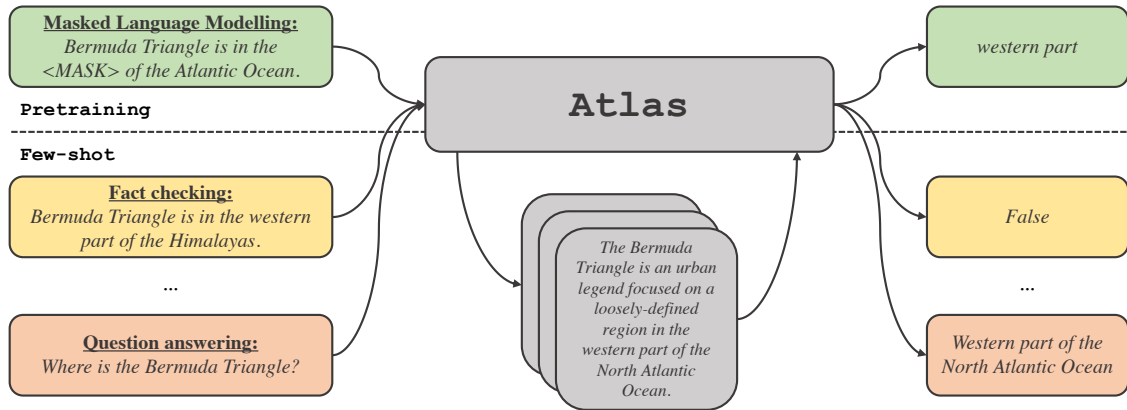 Masked Language Modelling:
Bermuda Triangle is in the
<MASK> of the Atlantic Ocean.
Pretraining
Few-shot
Fact checking:
Bermuda Triangle is in the western
part of the Himalayas.
...
Question answering:
Where is the Bermuda Triangle?
Atlas
The Bermuda
Triangle is an urban
legend focused on a
loosely-defined
region in the
western part of the
North Atlantic
Ocean.
western part
False
...
Western part of the
North Atlantic Ocean